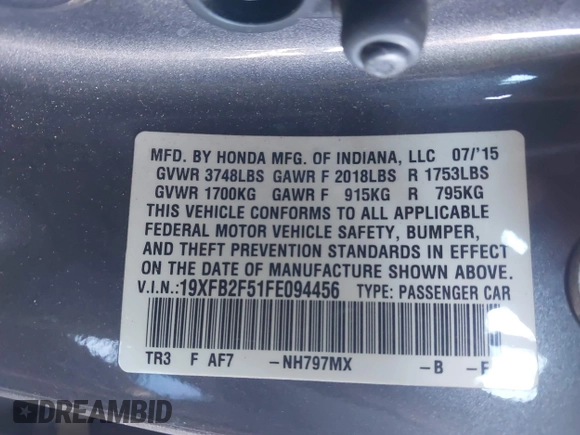 MFD. BY HONDA MFG. OF INDIANA, LLC 07/'15
GVWR 3748LBS GAWR F 2018LBS R 1753LBS
GVWR 1700KG GAWR F 915KG R 795KG
THIS VEHICLE CONFORMS TO ALL APPLICABLE
FEDERAL MOTOR VEHICLE SAFETY, BUMPER,
AND THEFT PREVENTION STANDARDS IN EFFECT
ON THE DATE OF MANUFACTURE SHOWN ABOVE.
V.I.N.:19XFB2F51FE094456 TYPE: PASSENGER CAR
TR3 F AF7 -NH797MX -B -F
DREAMBID